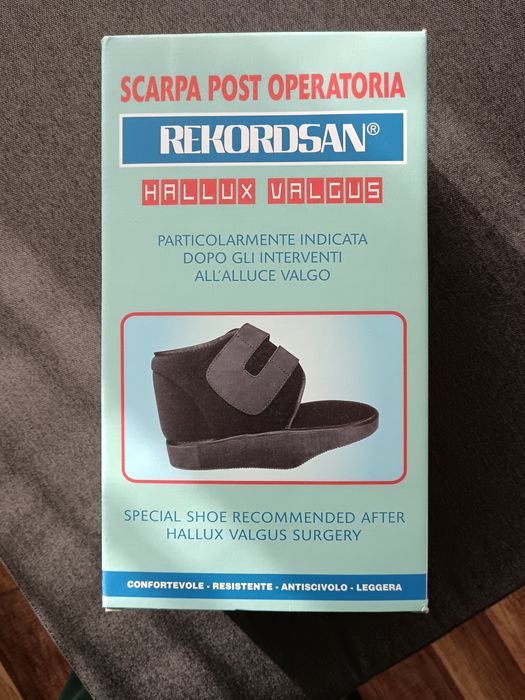 SCARPA POST OPERATORIA
REKORDSAN®
HALLUX VALGUS
PARTICOLARMENTE INDICATA
DOPO GLI INTERVENTI
ALL'ALLUCE VALGO
SPECIAL SHOE RECOMMENDED AFTER
HALLUX VALGUS SURGERY
CONFORTEVOLE - RESISTENTE - ANTISCIVOLO - LEGGERA